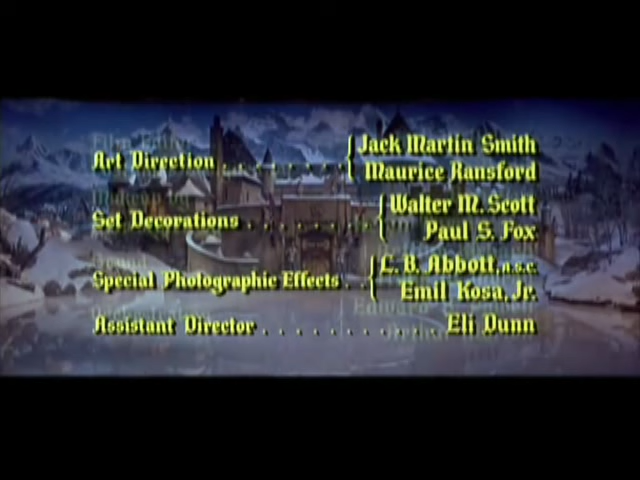 Art Direction . . . . . . . . { Jack Martin Smith
Maurice Ransford
Set Decorations . . . . . . . . { Walter M. Scott
Paul S. Fox
Special Photographic Effects . . { L. B. Abbott, A.S.C.
Emil Kosa, Jr.
Assistant Director . . . . . . . . . . . . Eli Dunn